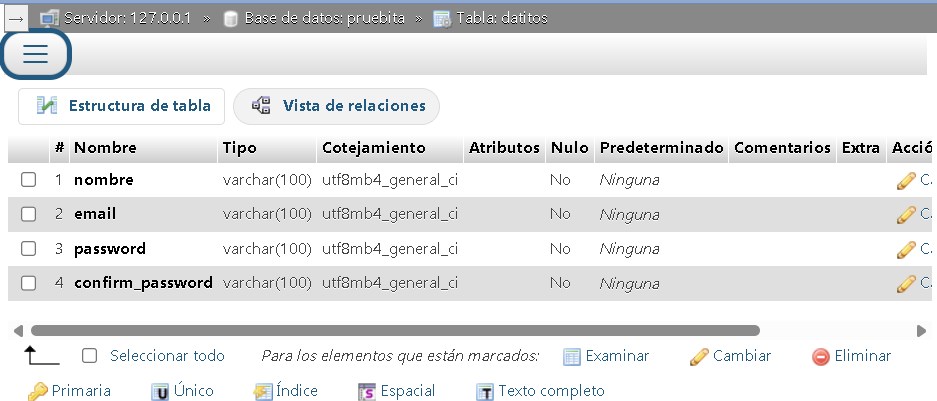 Servidor: 127.0.0.1 » Base de datos: pruebita » Tabla: datitos
Estructura de tabla Vista de relaciones
# Nombre Tipo Cotejamiento Atributos Nulo Predeterminado Comentarios Extra Acció
1 nombre varchar(100) utf8mb4_general_ci No Ninguna
2 email varchar(100) utf8mb4_general_ci No Ninguna
3 password varchar(100) utf8mb4_general_ci No Ninguna
4 confirm_password varchar(100) utf8mb4_general_ci No Ninguna
Seleccionar todo Para los elementos que están marcados: Examinar Cambiar Eliminar
Primaria Único Índice Espacial Texto completo